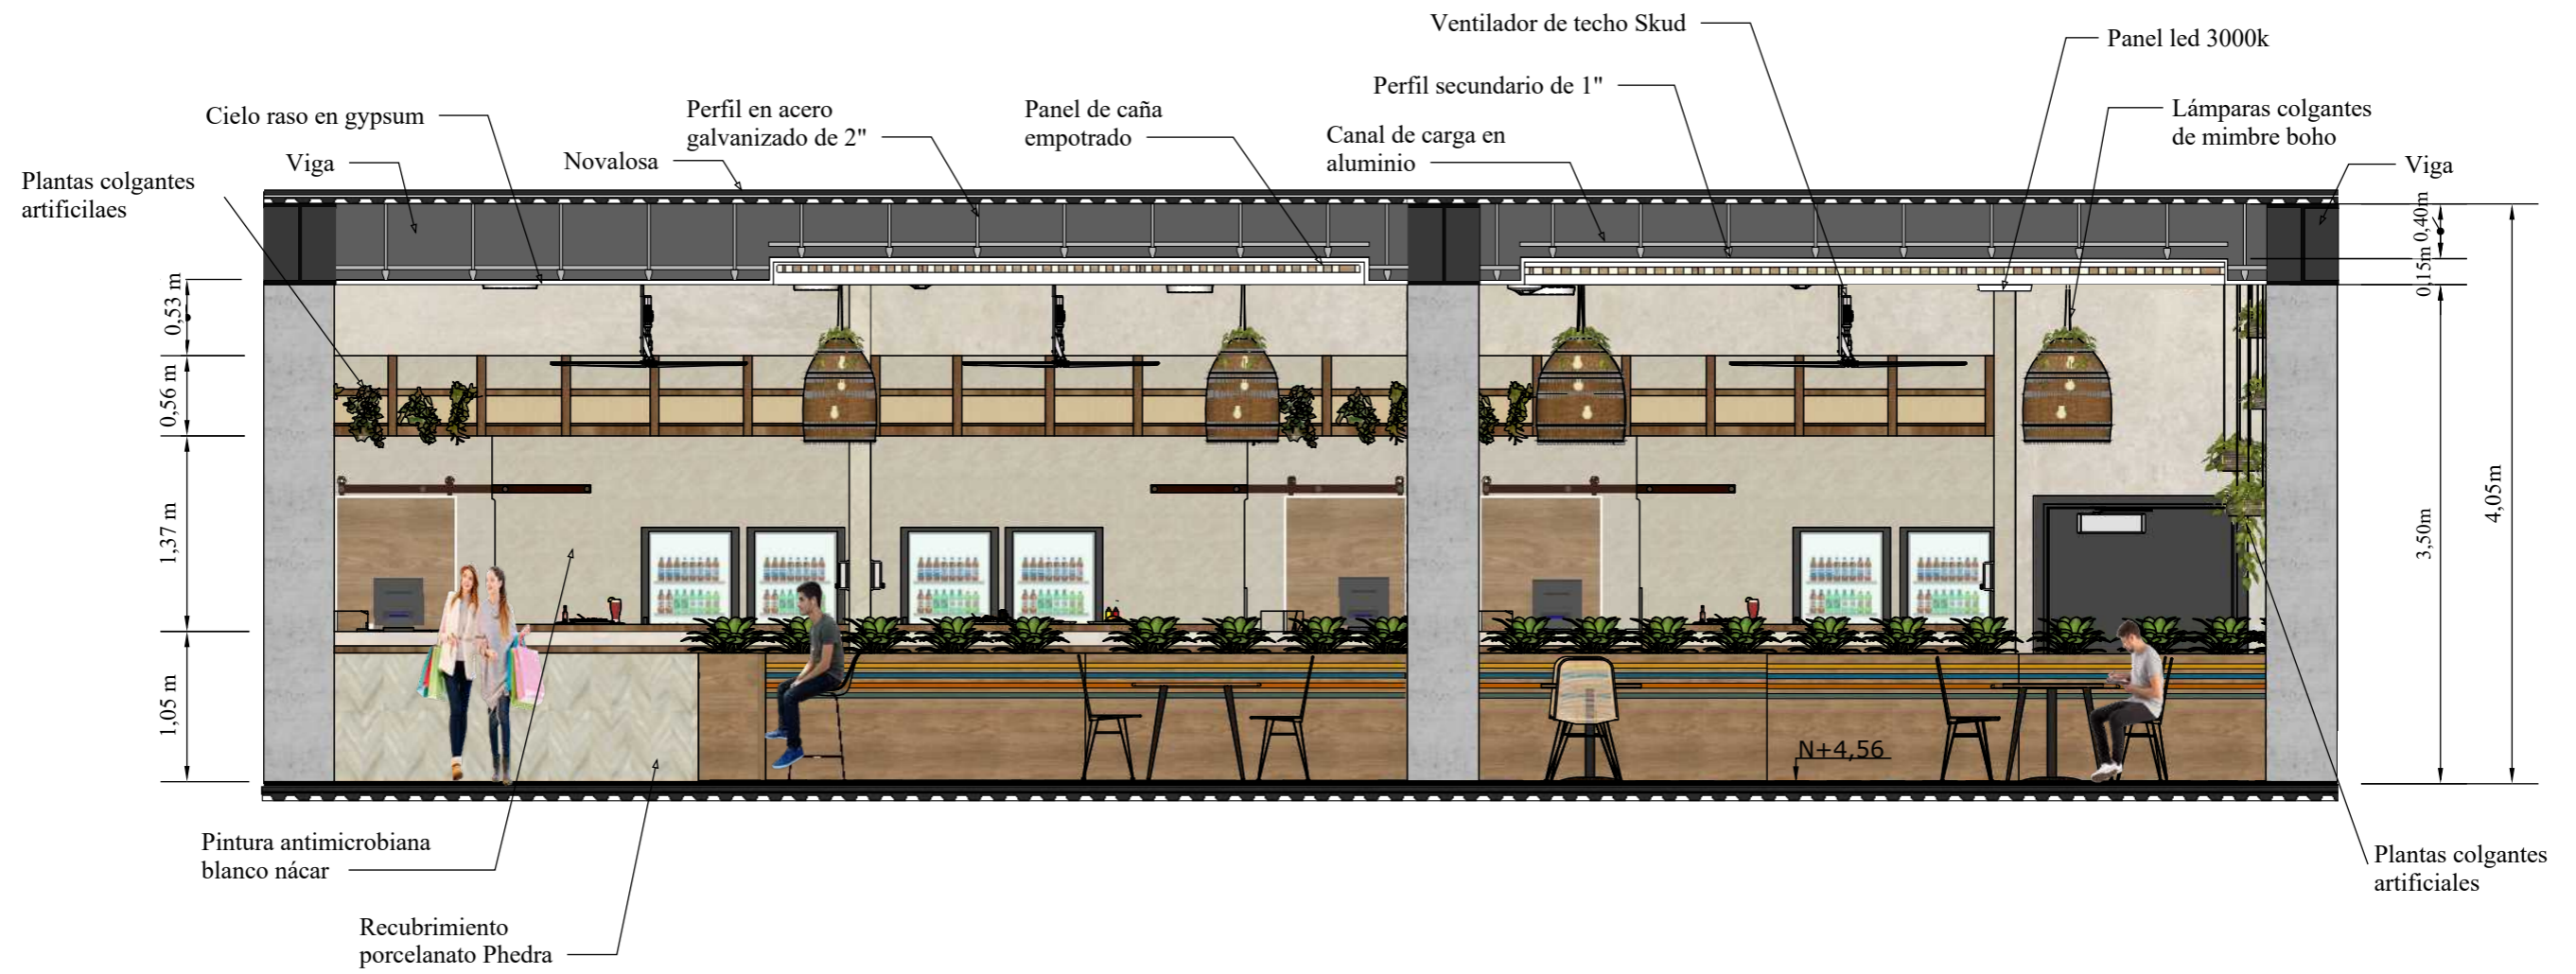 Ventilador de techo Skud
Panel led 3000k
Perfil secundario de 1"
Cielo raso en gypsum
Perfil en acero
galvanizado de 2"
Panel de caña
empotrado
Canal de carga en
aluminio
Lámparas colgantes
de mimbre boho
Viga
Novalosa
Viga
Plantas colgantes
artificilaes
0,53 m
0,56 m
1,37 m
1,05 m
0,40m
0,15m
3,50m
4,05m
N+4,56
Pintura antimicrobiana
blanco nácar
Recubrimiento
porcelanato Phedra
Plantas colgantes
artificiales